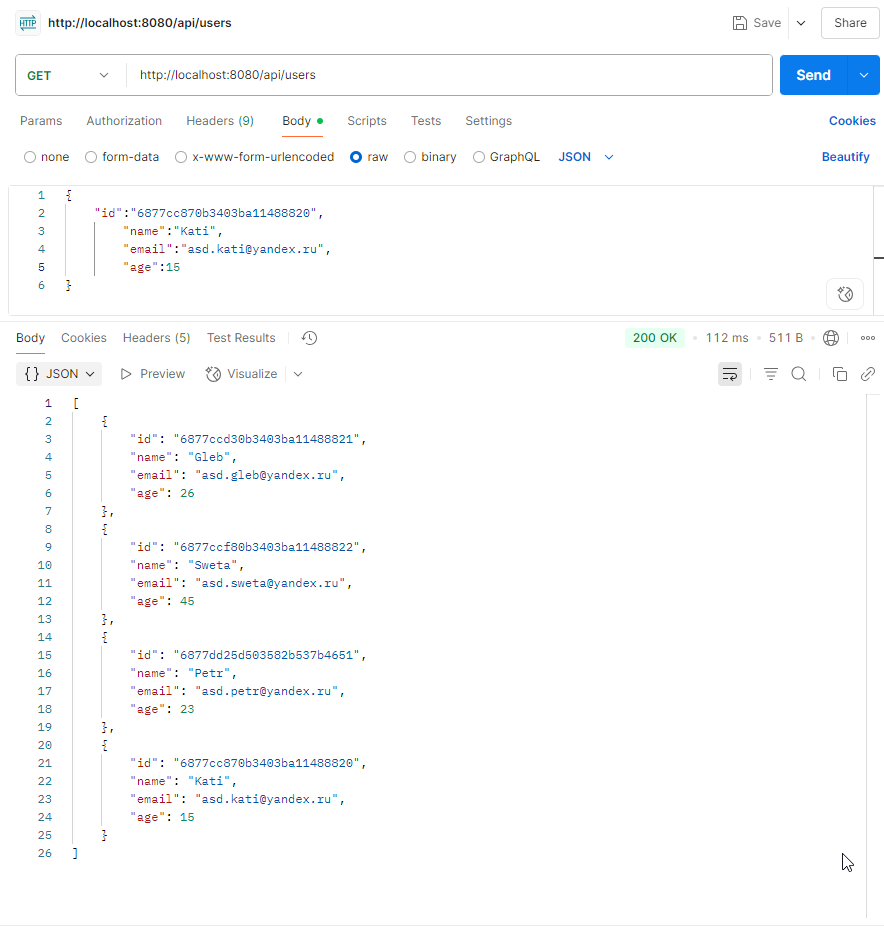 HTTP http://localhost:8080/api/users Save Share
GET http://localhost:8080/api/users Send
Params Authorization Headers (9) Body Scripts Tests Settings Cookies
none form-data x-www-form-urlencoded raw binary GraphQL JSON Beautify
1 {
2 "id":"6877cc870b3403ba11488820",
3 "name":"Kati",
4 "email":"asd.kati@yandex.ru",
5 "age":15
6 }
Body Cookies Headers (5) Test Results 200 OK 112 ms 511 B
{} JSON Preview Visualize
1 [
2 {
3 "id": "6877ccd30b3403ba11488821",
4 "name": "Gleb",
5 "email": "asd.gleb@yandex.ru",
6 "age": 26
7 },
8 {
9 "id": "6877ccf80b3403ba11488822",
10 "name": "Sweta",
11 "email": "asd.sweta@yandex.ru",
12 "age": 45
13 },
14 {
15 "id": "6877dd25d503582b537b4651",
16 "name": "Petr",
17 "email": "asd.petr@yandex.ru",
18 "age": 23
19 },
20 {
21 "id": "6877cc870b3403ba11488820",
22 "name": "Kati",
23 "email": "asd.kati@yandex.ru",
24 "age": 15
25 }
26 ]